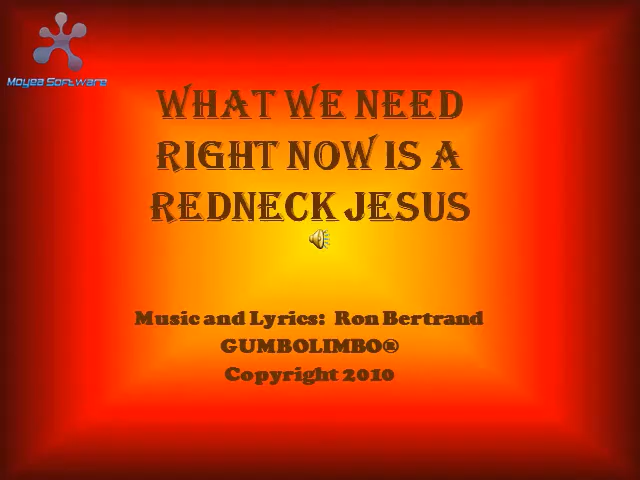 Moyea Software
WHAT WE NEED
RIGHT NOW IS A
REDNECK JESUS
Music and Lyrics: Ron Bertrand
GUMBOLIMBO®
Copyright 2010